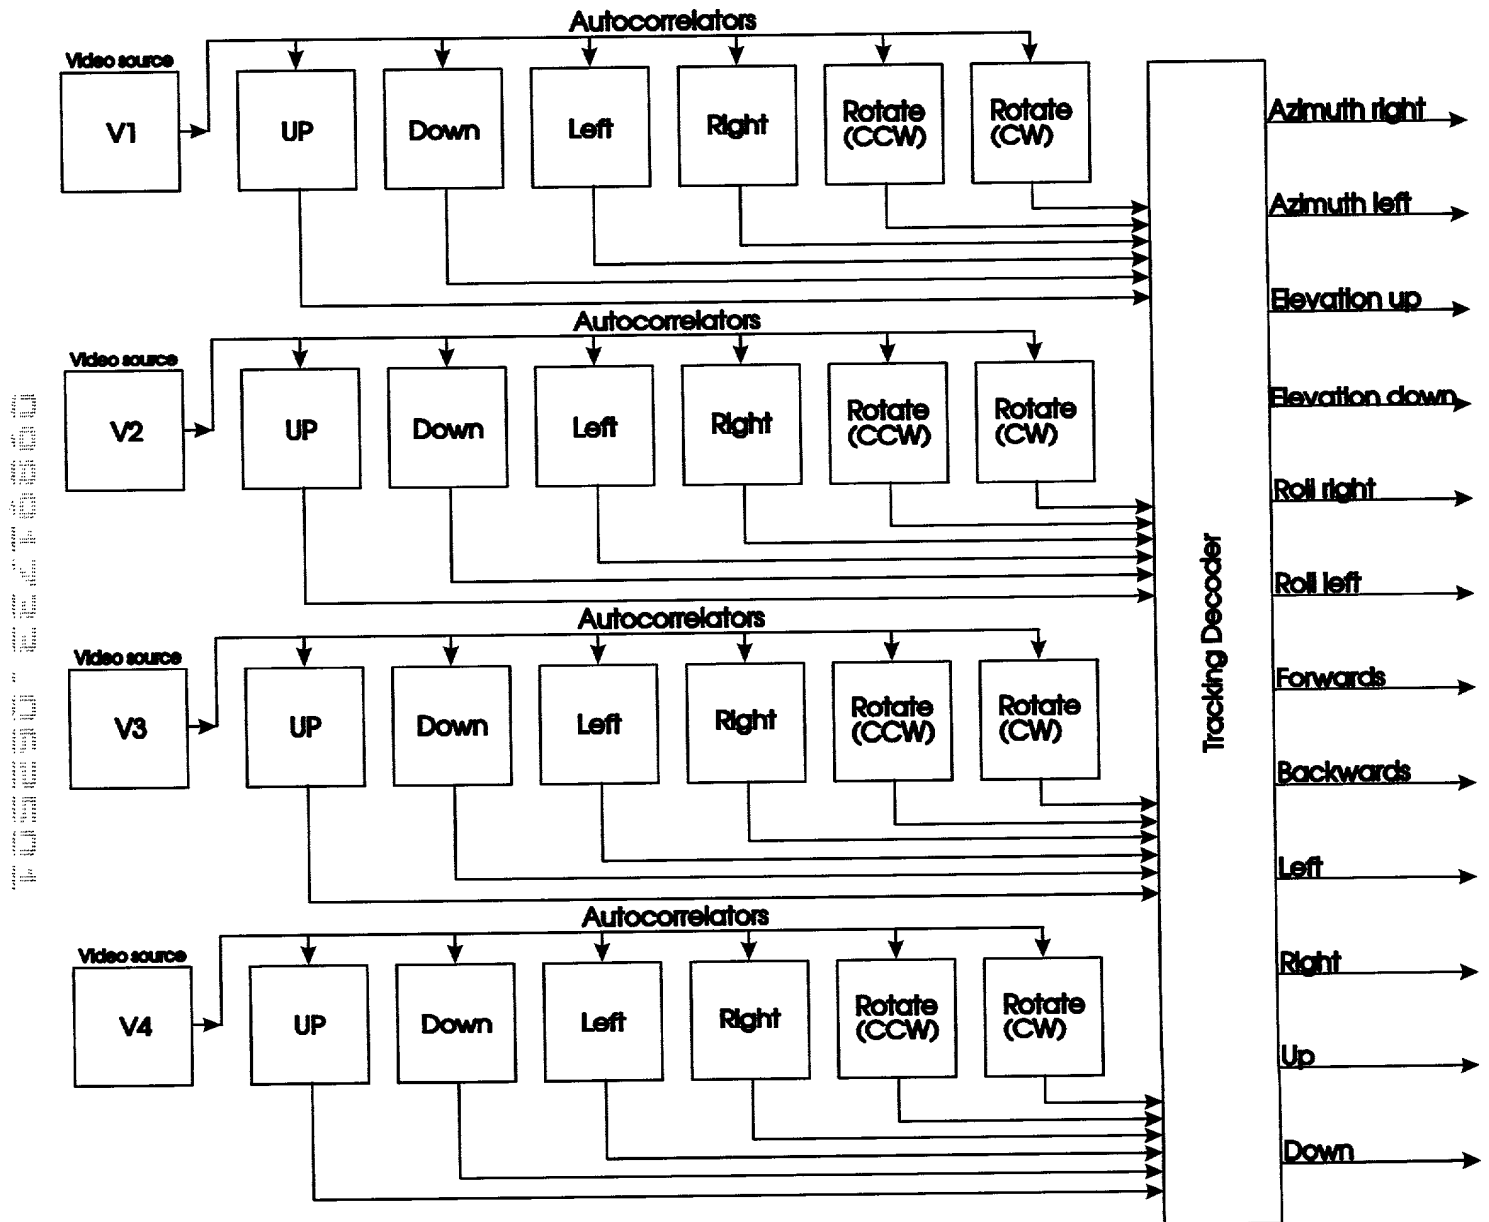 Autocorrelators
Video source
V1
UP
Down
Left
Right
Rotate
(CCW)
Rotate
(CW)
Autocorrelators
Video source
V2
UP
Down
Left
Right
Rotate
(CCW)
Rotate
(CW)
Autocorrelators
Video source
V3
UP
Down
Left
Right
Rotate
(CCW)
Rotate
(CW)
Autocorrelators
Video source
V4
UP
Down
Left
Right
Rotate
(CCW)
Rotate
(CW)
Tracking Decoder
Azimuth right
Azimuth left
Elevation up
Elevation down
Roll right
Roll left
Forwards
Backwards
Left
Right
Up
Down